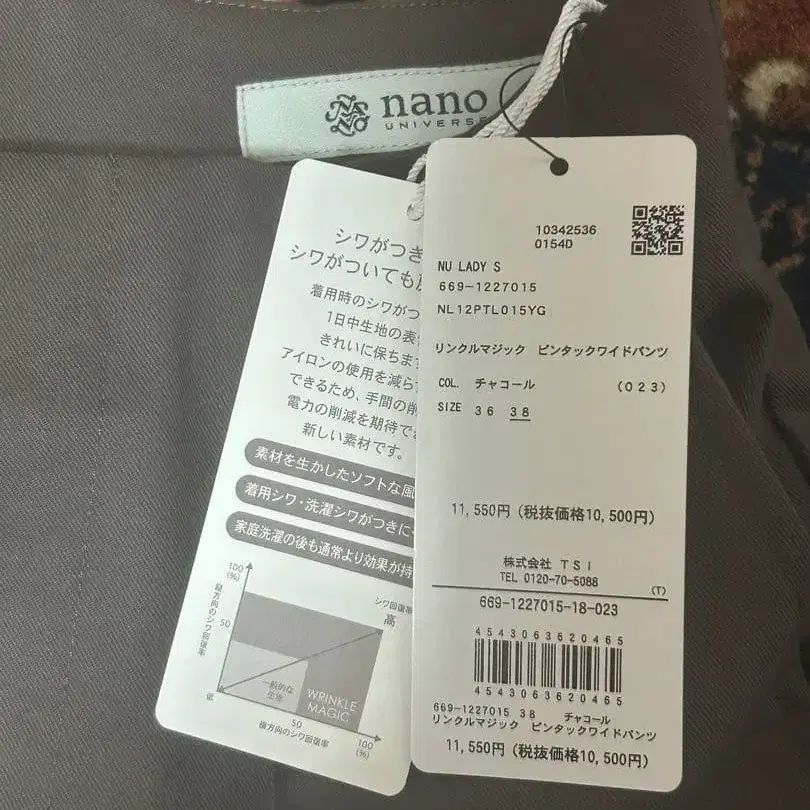 nano
UNIVERSE
シワがつき
シワがついても
着用時のシワがつ
1日中生地の表
きれいに保ちま
アイロンの使用を減ら
できるため、手間の削
電力の削減を期待で
新しい素材です。
素材を生かしたソフトな風
着用シワ・洗濯シワがつきに
家庭洗濯の後も通常より効果が持
100
(%)
縦方向のシワ回復率
50
低
シワ回復率
高
一般的な
生地
WRINKLE
MAGIC
50
100
(%)
横方向のシワ回復率
10342536
0154D
NU LADY S
669-1227015
NL12PTL015YG
リンクルマジック ピンタックワイドパンツ
COL. チャコール (023)
SIZE 36 38
11,550円 (税抜価格10,500円)
株式会社 TSI
TEL 0120-70-5088
(T)
669-1227015-18-023
4543063620465
4543063620465
669-1227015 38 チャコール
リンクルマジック ピンタックワイドパンツ
11,550円 (税抜価格10,500円)